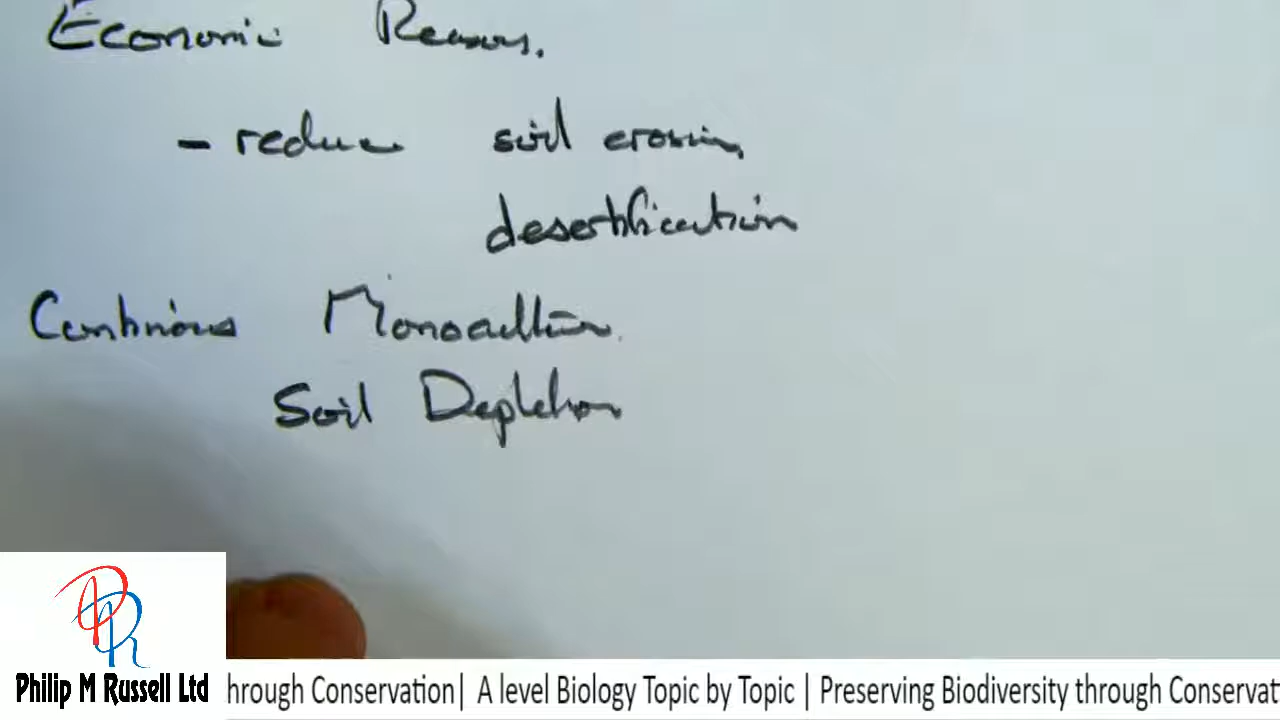 Economic Reasons.
- reduce soil erosion,
desertification
Continious Monoculture.
Soil Depletion
Philip M Russell Ltd
hrough Conservation| A level Biology Topic by Topic | Preserving Biodiversity through Conservat